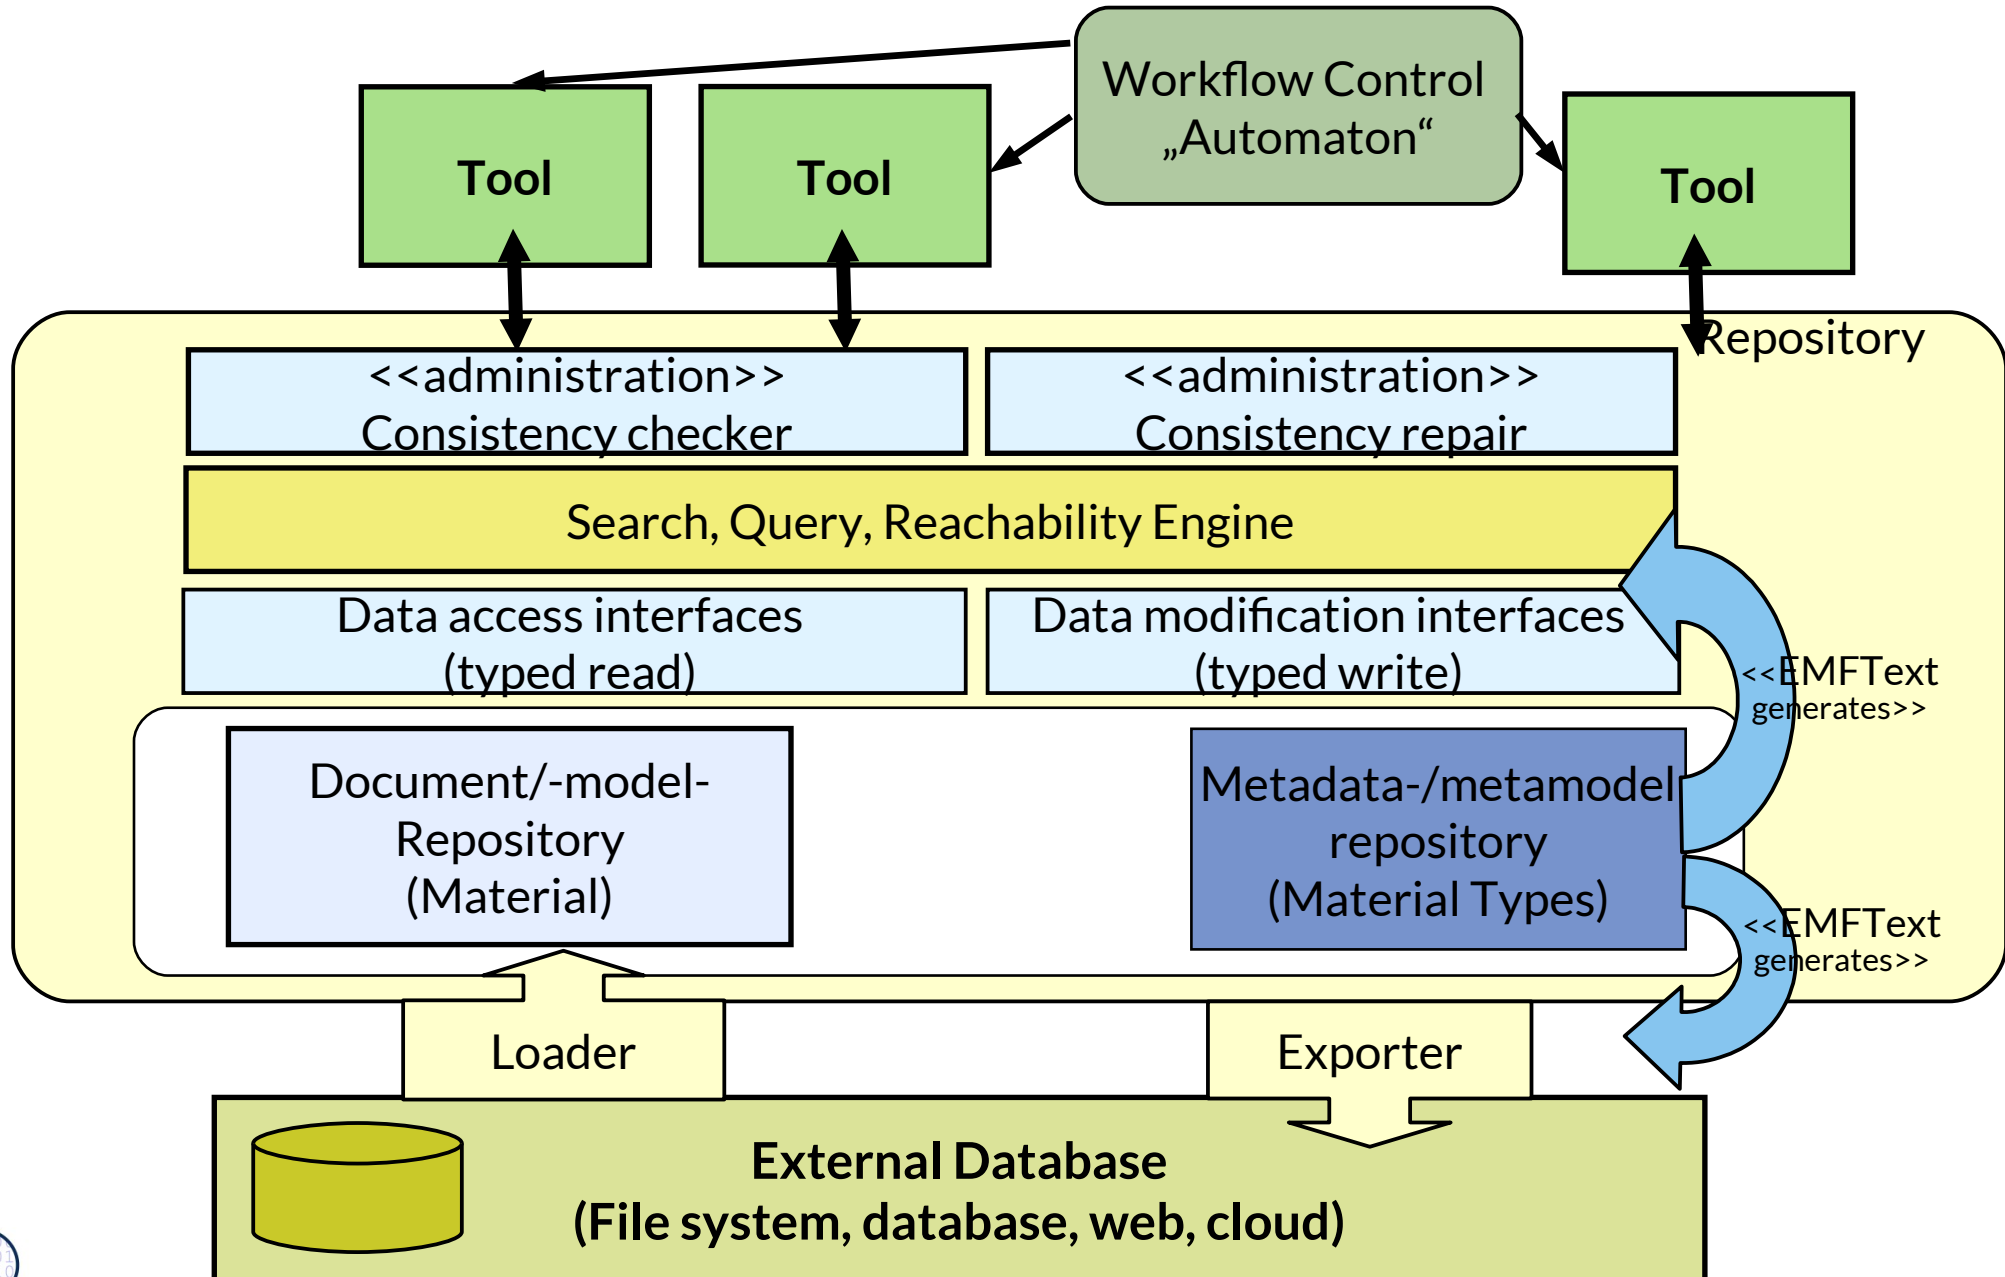 Workflow Control
„Automaton“
Tool
Tool
Tool
Repository
<<administration>>
Consistency checker
<<administration>>
Consistency repair
Search, Query, Reachability Engine
Data access interfaces
(typed read)
Data modification interfaces
(typed write)
<<EMFText
generates>>
Document/-model-
Repository
(Material)
Metadata-/metamodel
repository
(Material Types)
<<EMFText
generates>>
Loader
Exporter
External Database
(File system, database, web, cloud)